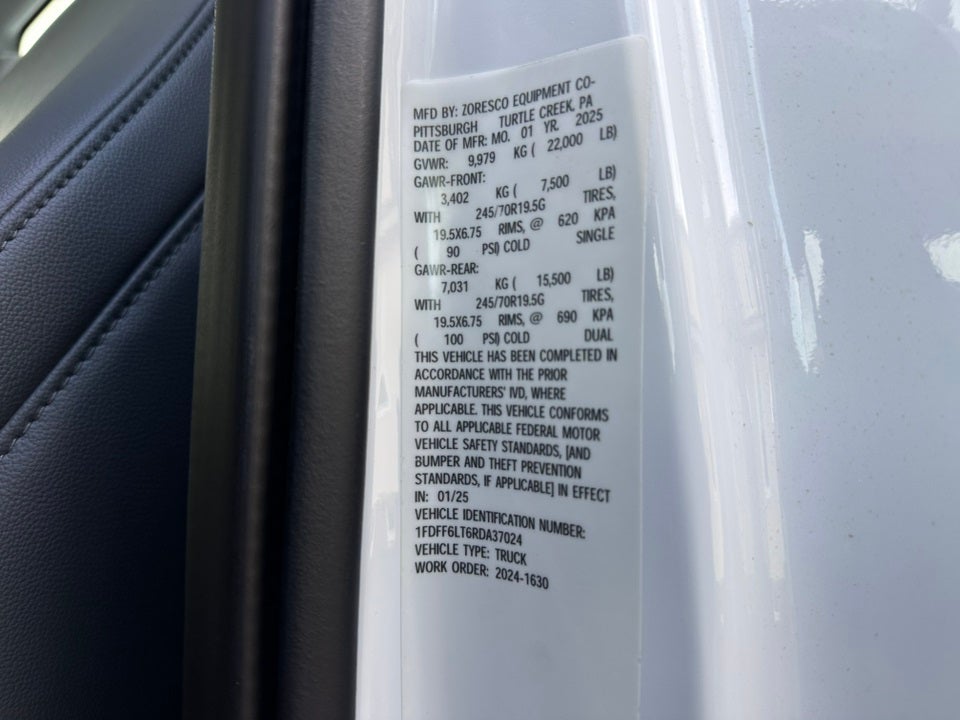 MFD BY: ZORESCO EQUIPMENT CO-
PITTSBURGH TURTLE CREEK, PA
DATE OF MFR: MO. 01 YR. 2025
GVWR: 9,979 KG ( 22,000 LB)
GAWR-FRONT:
3,402 KG ( 7,500 LB)
WITH 245/70R19.5G TIRES,
19.5X6.75 RIMS, @ 620 KPA
( 90 PSI) COLD SINGLE
GAWR-REAR:
7,031 KG ( 15,500 LB)
WITH 245/70R19.5G TIRES,
19.5X6.75 RIMS, @ 690 KPA
( 100 PSI) COLD DUAL
THIS VEHICLE HAS BEEN COMPLETED IN
ACCORDANCE WITH THE PRIOR
MANUFACTURERS' IVD, WHERE
APPLICABLE. THIS VEHICLE CONFORMS
TO ALL APPLICABLE FEDERAL MOTOR
VEHICLE SAFETY STANDARDS, [AND
BUMPER AND THEFT PREVENTION
STANDARDS, IF APPLICABLE] IN EFFECT
IN: 01/25
VEHICLE IDENTIFICATION NUMBER:
1FDFF6LT6RDA37024
VEHICLE TYPE: TRUCK
WORK ORDER: 2024-1630